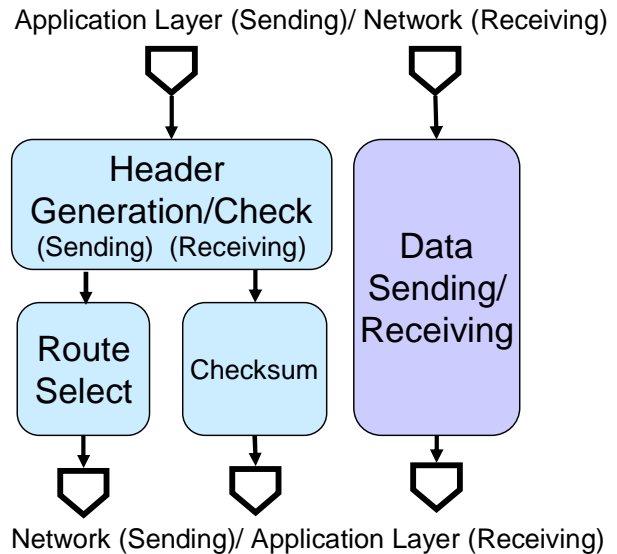 Application Layer (Sending)/ Network (Receiving)
Header
Generation/Check
(Sending) (Receiving)
Route
Select
Checksum
Data
Sending/
Receiving
Network (Sending)/ Application Layer (Receiving)